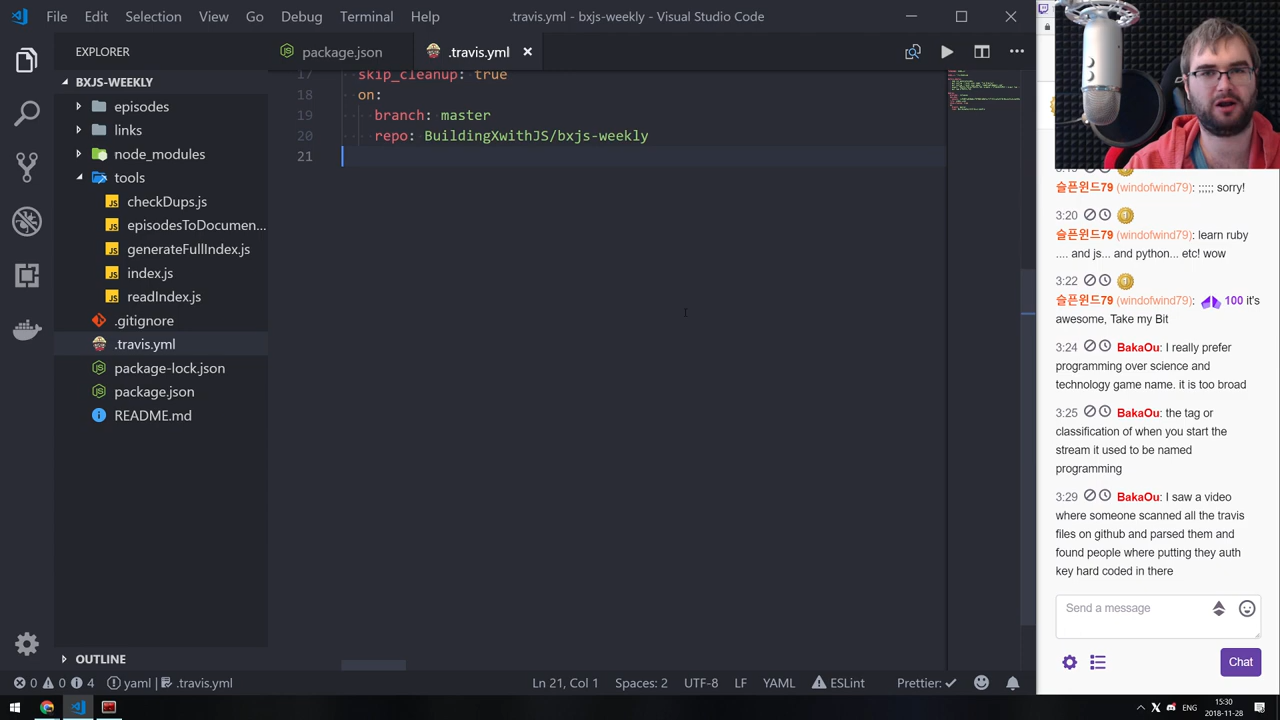 File Edit Selection View Go Debug Terminal Help
.travis.yml - bxjs-weekly - Visual Studio Code
EXPLORER
BXJS-WEEKLY
episodes
links
node_modules
tools
checkDups.js
episodesToDocumen...
generateFullIndex.js
index.js
readIndex.js
.gitignore
.travis.yml
package-lock.json
package.json
README.md
OUTLINE
package.json
.travis.yml
17 skip_cleanup: true
18 on:
19 branch: master
20 repo: BuildingXwithJS/bxjs-weekly
21
0 0 4 yaml .travis.yml
Ln 21, Col 1 Spaces: 2 UTF-8 LF YAML ESLint Prettier:
슬픈윈드79 (windofwind79): ;;;;; sorry!
3:20
슬픈윈드79 (windofwind79): learn ruby
.... and js... and python... etc! wow
3:22
슬픈윈드79 (windofwind79): 100 it's
awesome, Take my Bit
3:24 BakaOu: I really prefer
programming over science and
technology game name. it is too broad
3:25 BakaOu: the tag or
classification of when you start the
stream it used to be named
programming
3:29 BakaOu: I saw a video
where someone scanned all the travis
files on github and parsed them and
found people where putting they auth
key hard coded in there
Send a message
Chat
ENG
15:30
2018-11-28